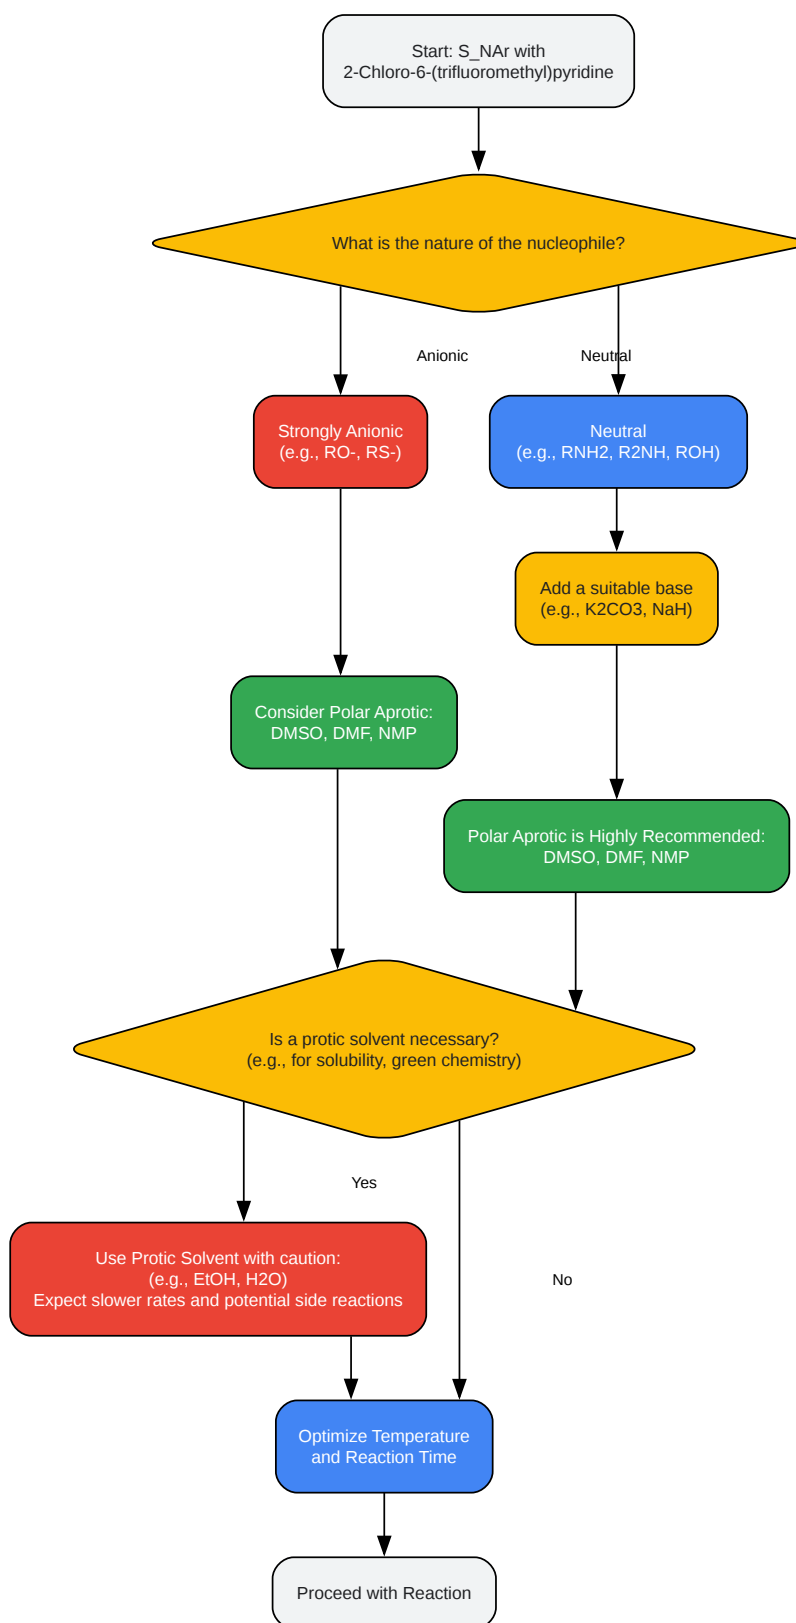 Start: S_NAr with
2-Chloro-6-(trifluoromethyl)pyridine
What is the nature of the nucleophile?
Anionic
Neutral
Strongly Anionic
(e.g., RO-, RS-)
Neutral
(e.g., RNH2, R2NH, ROH)
Add a suitable base
(e.g., K2CO3, NaH)
Consider Polar Aprotic:
DMSO, DMF, NMP
Polar Aprotic is Highly Recommended:
DMSO, DMF, NMP
Is a protic solvent necessary?
(e.g., for solubility, green chemistry)
Yes
Use Protic Solvent with caution:
(e.g., EtOH, H2O)
Expect slower rates and potential side reactions
No
Optimize Temperature
and Reaction Time
Proceed with Reaction